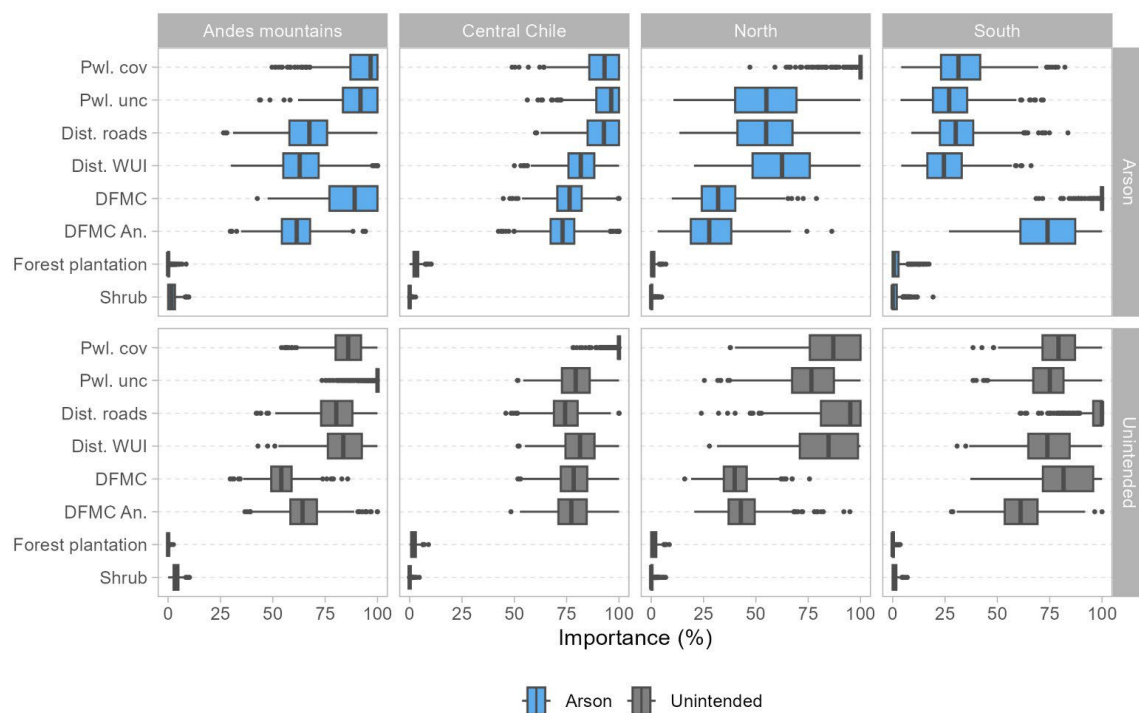 Andes mountains Central Chile North South
Pwl. cov
Pwl. unc
Dist. roads
Dist. WUI
DFMC
DFMC An.
Forest plantation
Shrub
Arson
Pwl. cov
Pwl. unc
Dist. roads
Dist. WUI
DFMC
DFMC An.
Forest plantation
Shrub
Unintended
0 25 50 75 100 0 25 50 75 100 0 25 50 75 100 0 25 50 75 100
Importance (%)
Arson Unintended